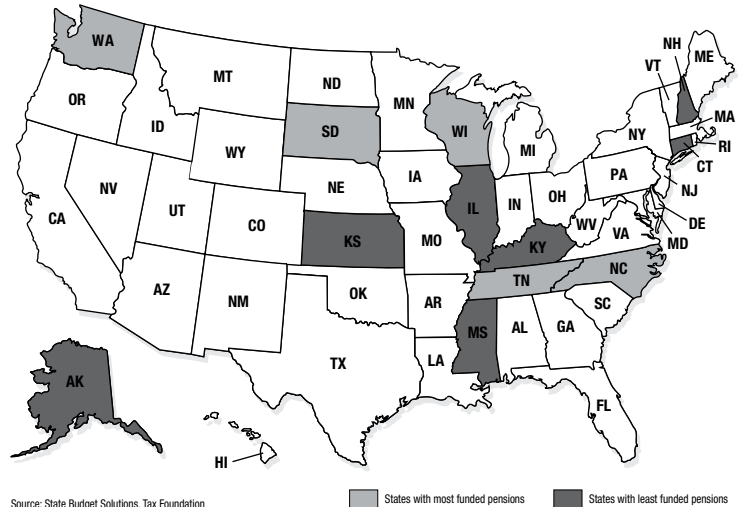 WA
MT
ND
MN
OR
ID
WY
SD
WI
MI
NH
VT
ME
NY
MA
RI
CT
NJ
DE
MD
NV
UT
CO
NE
IA
IL
IN
OH
PA
WV
VA
CA
KS
MO
KY
NC
TN
AZ
NM
OK
AR
SC
MS
AL
GA
TX
LA
FL
AK
HI
Source: State Budget Solutions, Tax Foundation
States with most funded pensions
States with least funded pensions